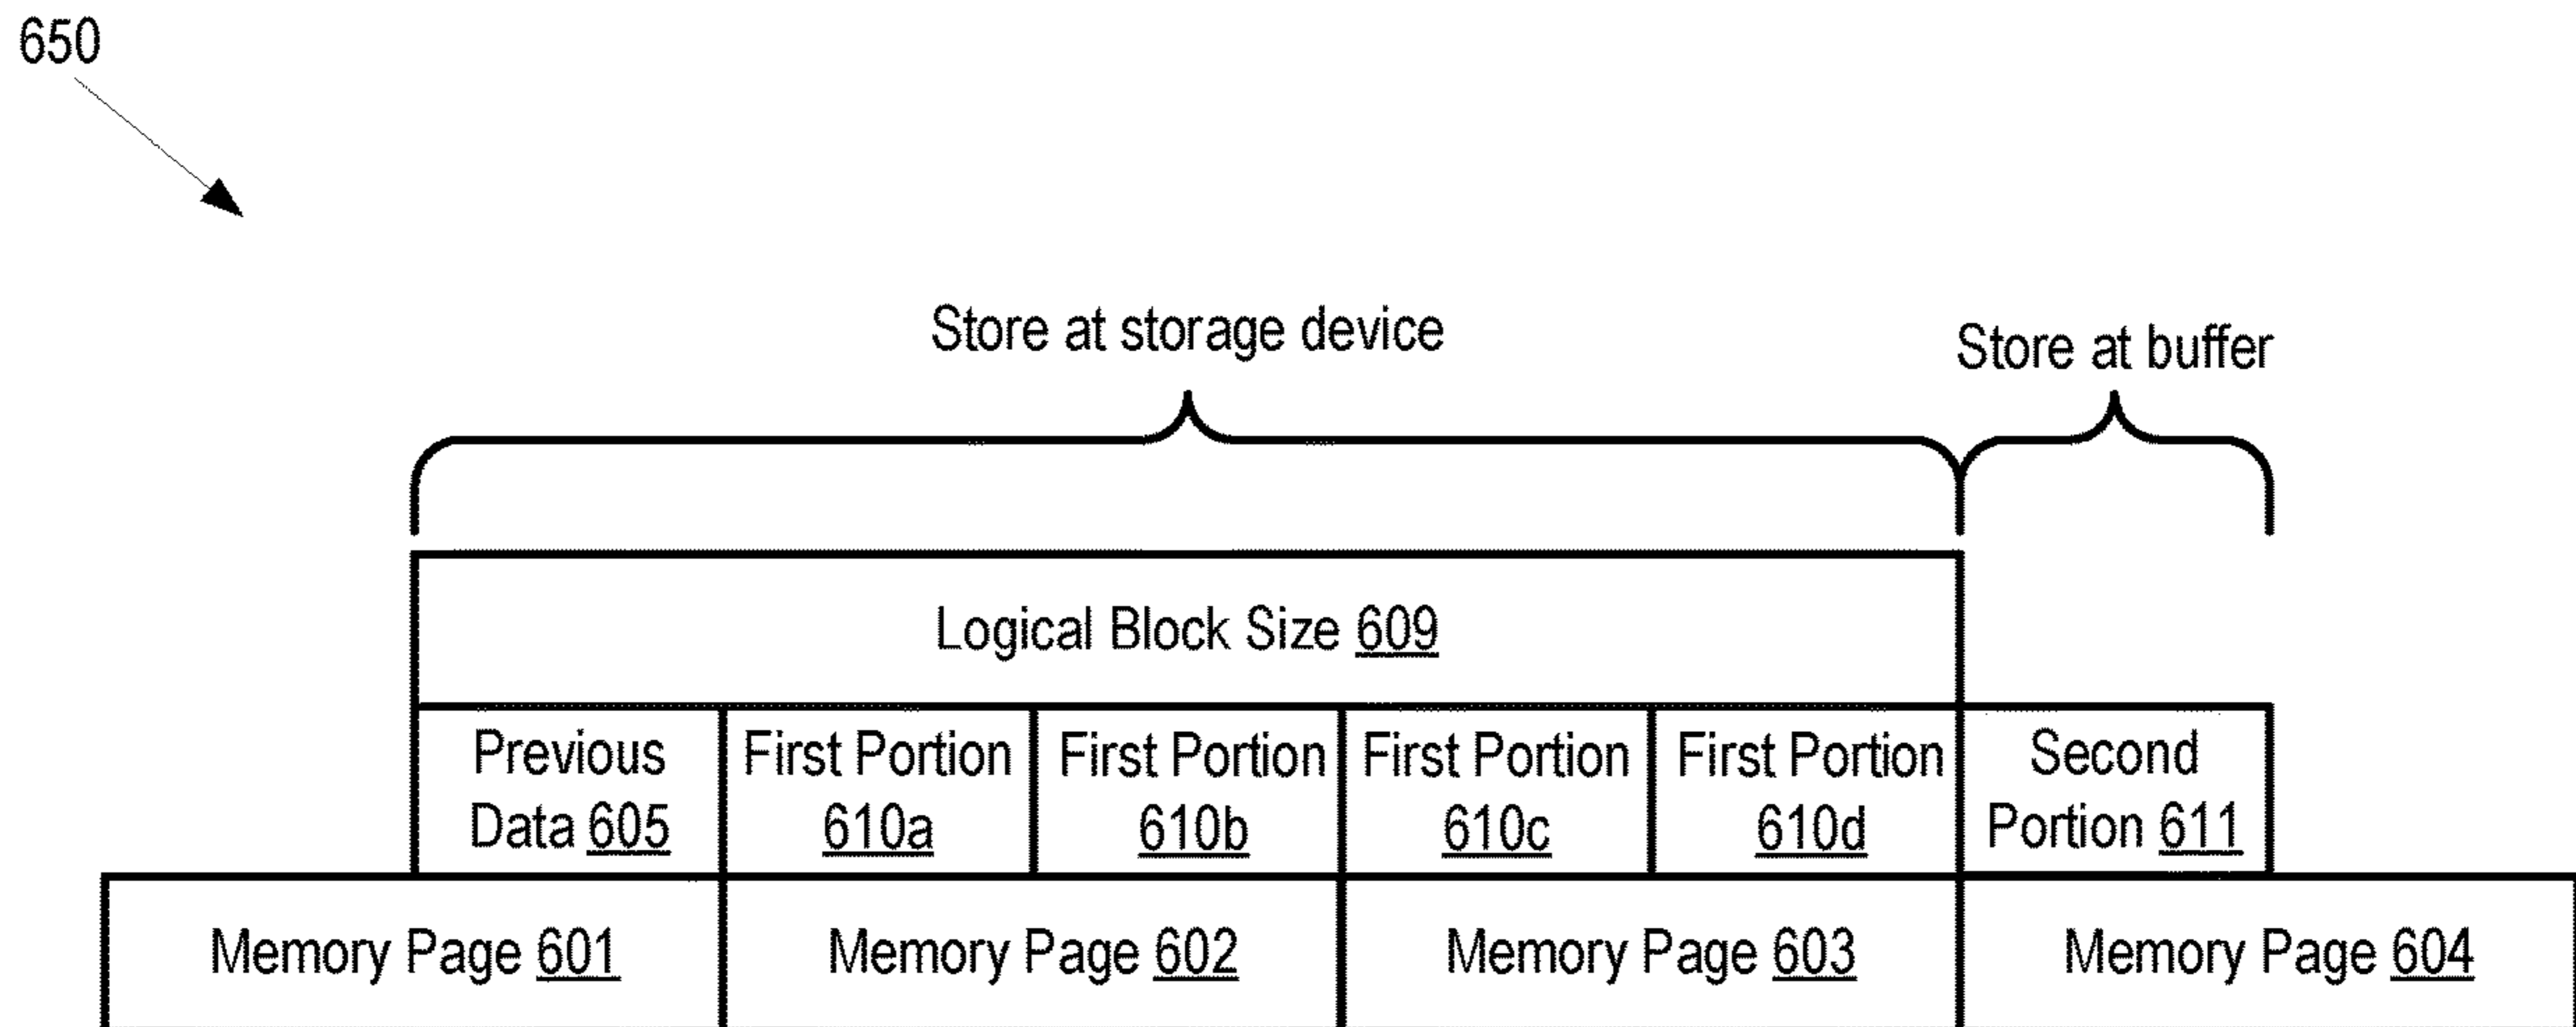 650
Store at storage device
Store at buffer
Logical Block Size 609
Previous
Data 605
First Portion
610a
First Portion
610b
First Portion
610c
First Portion
610d
Second
Portion 611
Memory Page 601
Memory Page 602
Memory Page 603
Memory Page 604